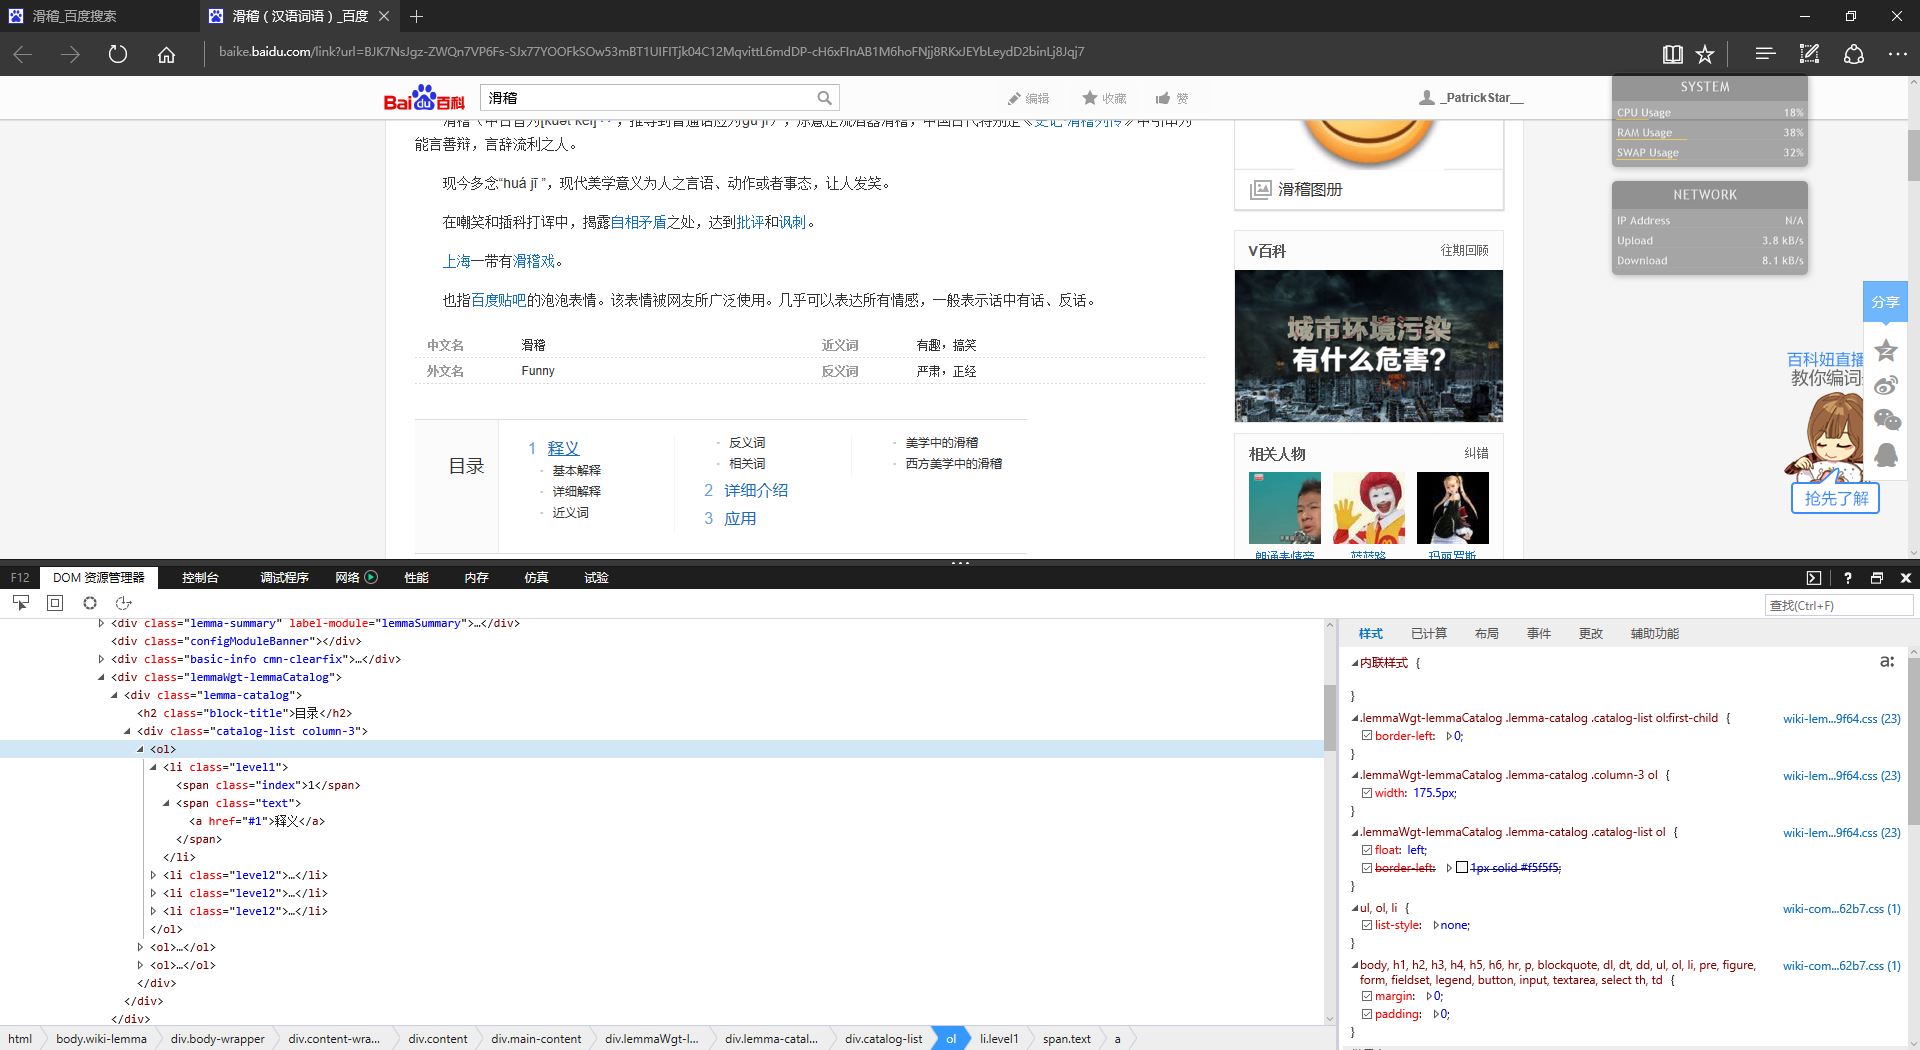 滑稽_百度搜索
滑稽（汉语词语）_百度
baike.baidu.com/link?url=BJK7NsJgz-ZWQn7VP6Fs-SJx77YOOFkSOw53mBT1UIFITjk04C12MqvittL6mdDP-cH6xFInAB1M6hoFNjj8RKxJEYbLeydD2binLj8Jqj7
Bai du 百科
滑稽
编辑
收藏
赞
_PatrickStar__
能言善辩，言辞流利之人。
现今多念“huá jī ”，现代美学意义为人之言语、动作或者事态，让人发笑。
在嘲笑和插科打诨中，揭露自相矛盾之处，达到批评和讽刺。
上海一带有滑稽戏。
也指百度贴吧的泡泡表情。该表情被网友所广泛使用。几乎可以表达所有情感，一般表示话中有话、反话。
中文名 滑稽 近义词 有趣，搞笑
外文名 Funny 反义词 严肃，正经
目录
1 释义
· 基本解释
· 详细解释
· 近义词
· 反义词
· 相关词
2 详细介绍
3 应用
· 美学中的滑稽
· 西方美学中的滑稽
滑稽图册
V百科 往期回顾
城市环境污染
有什么危害?
相关人物 纠错
朗诵表情帝 蓝蓝路 玛丽罗斯
SYSTEM
CPU Usage 18%
RAM Usage 38%
SWAP Usage 32%
NETWORK
IP Address N/A
Upload 3.8 kB/s
Download 8.1 kB/s
分享
百科妞直播
教你编词
抢先了解
F12 DOM 资源管理器 控制台 调试程序 网络 性能 内存 仿真 试验
?
查找(Ctrl+F)
<div class="lemma-summary" label-module="lemmaSummary">…</div>
<div class="configModuleBanner"></div>
<div class="basic-info cmn-clearfix">…</div>
<div class="lemmaWgt-lemmaCatalog">
<div class="lemma-catalog">
<h2 class="block-title">目录</h2>
<div class="catalog-list column-3">
<ol>
<li class="level1">
<span class="index">1</span>
<span class="text">
<a href="#1">释义</a>
</span>
</li>
<li class="level2">…</li>
<li class="level2">…</li>
<li class="level2">…</li>
</ol>
<ol>…</ol>
<ol>…</ol>
</div>
</div>
</div>
html body.wiki-lemma div.body-wrapper div.content-wra... div.content div.main-content div.lemmaWgt-l... div.lemma-catal... div.catalog-list ol li.level1 span.text a
样式 已计算 布局 事件 更改 辅助功能
内联样式 {
a:
}
.lemmaWgt-lemmaCatalog .lemma-catalog .catalog-list ol:first-child { wiki-lem...9f64.css (23)
border-left: 0;
}
.lemmaWgt-lemmaCatalog .lemma-catalog .column-3 ol { wiki-lem...9f64.css (23)
width: 175.5px;
}
.lemmaWgt-lemmaCatalog .lemma-catalog .catalog-list ol { wiki-lem...9f64.css (23)
float: left;
border-left: 1px solid #f5f5f5;
}
ul, ol, li { wiki-com...62b7.css (1)
list-style: none;
}
body, h1, h2, h3, h4, h5, h6, hr, p, blockquote, dl, dt, dd, ul, ol, li, pre, figure, wiki-com...62b7.css (1)
form, fieldset, legend, button, input, textarea, select th, td {
margin: 0;
padding: 0;
}